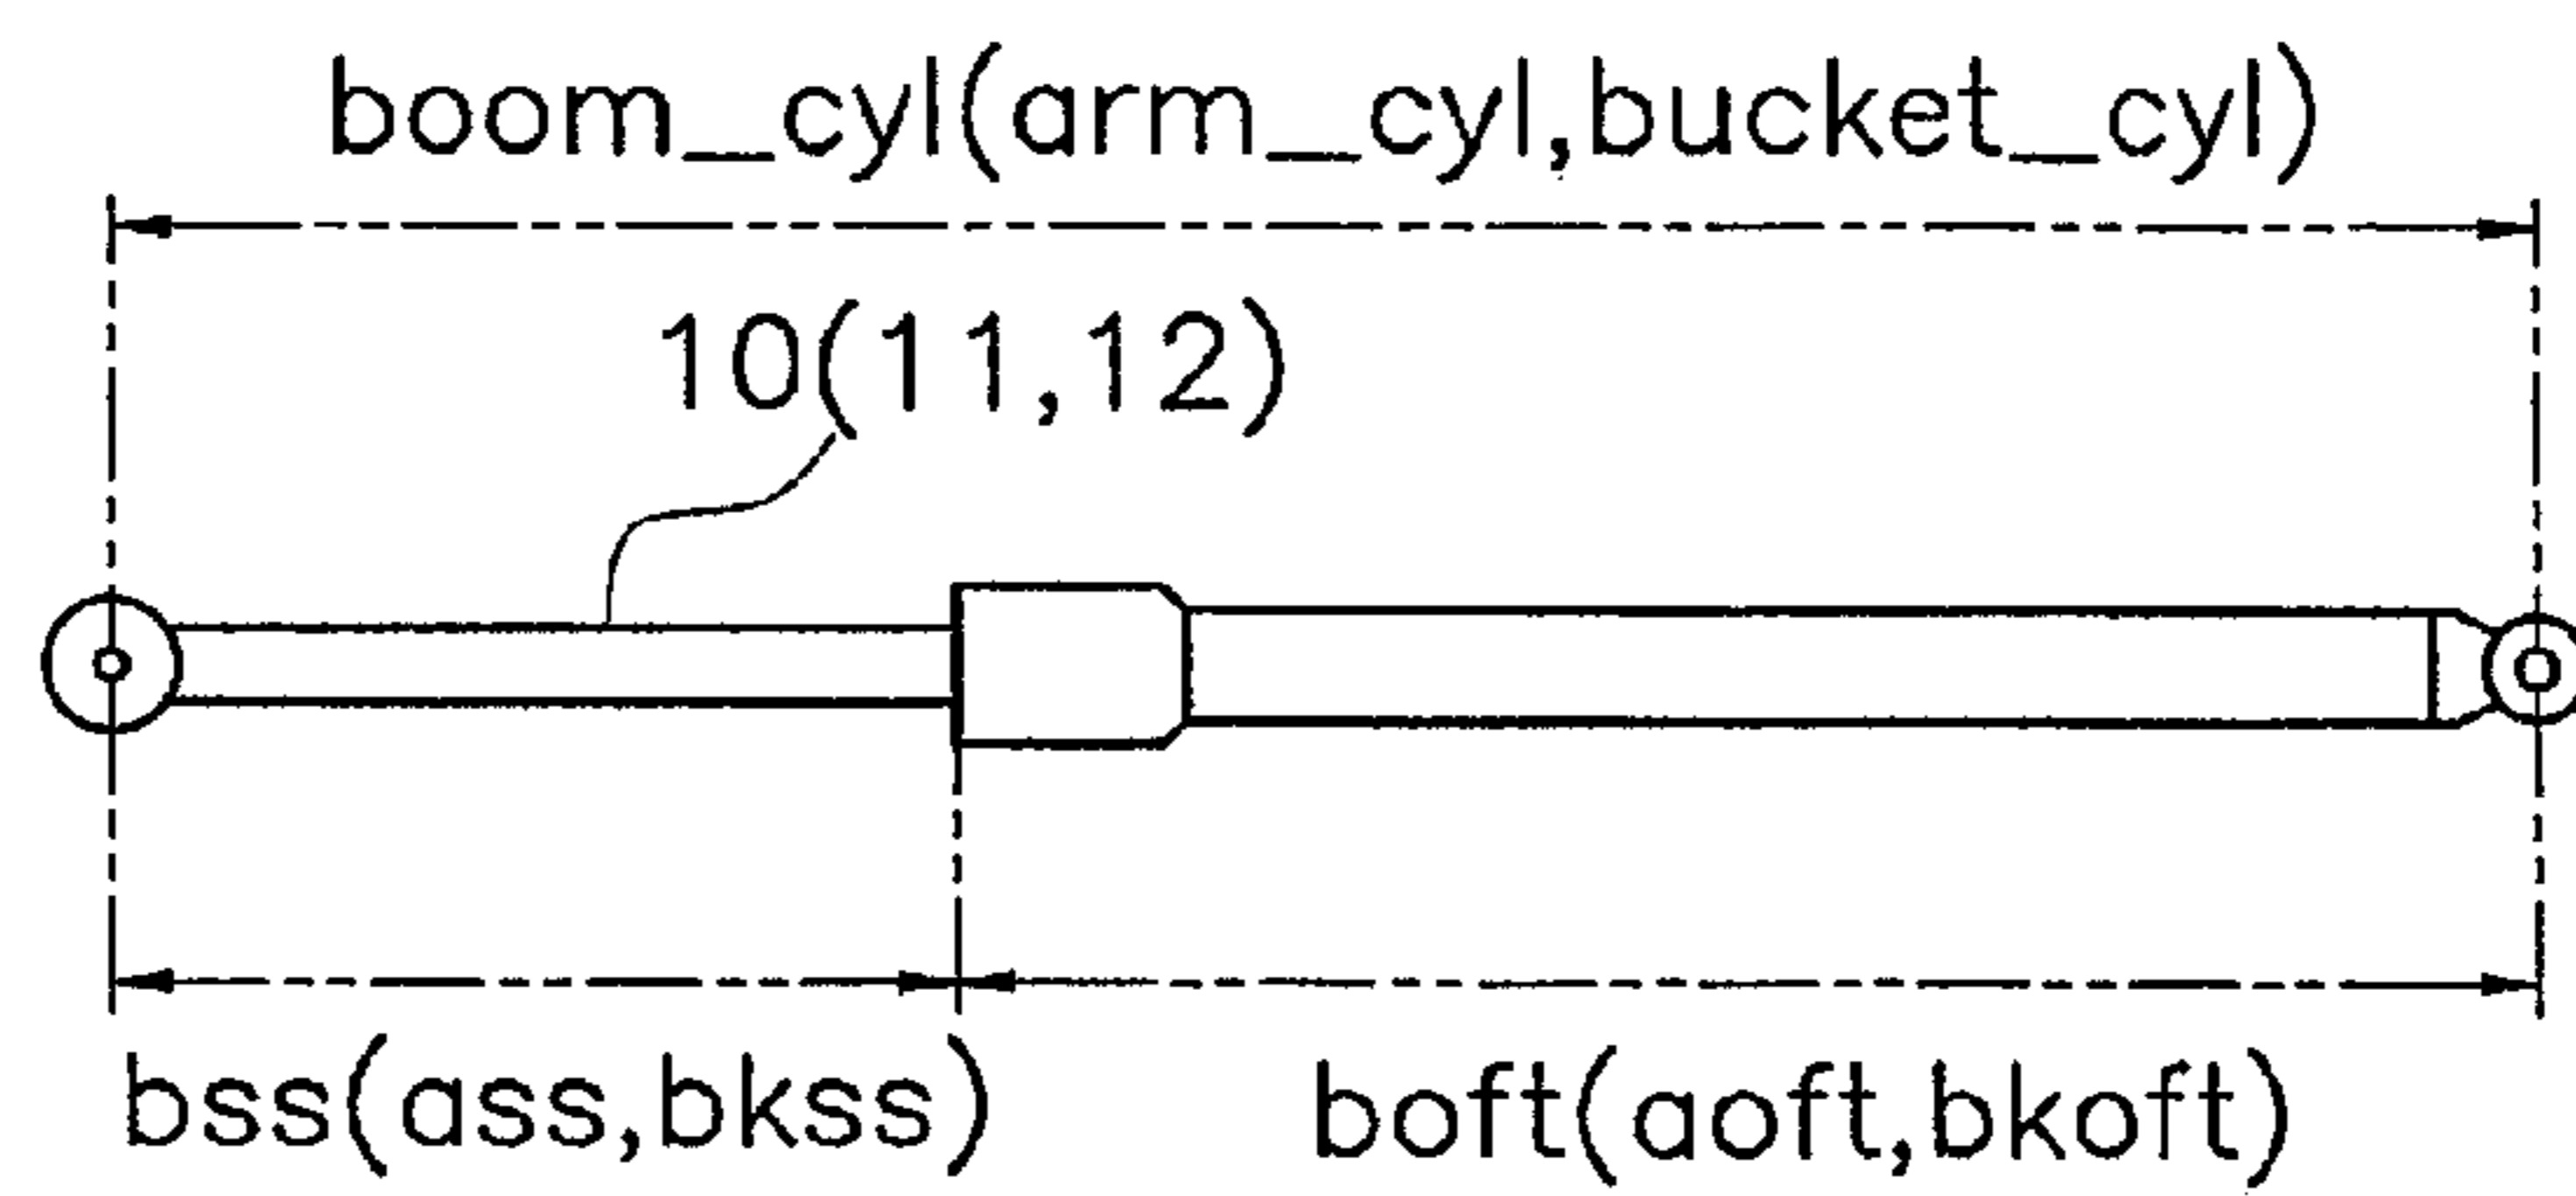 boom_cyl(arm_cyl,bucket_cyl)
10(11,12)
bss(ass,bkss)
boft(aoft,bkoft)